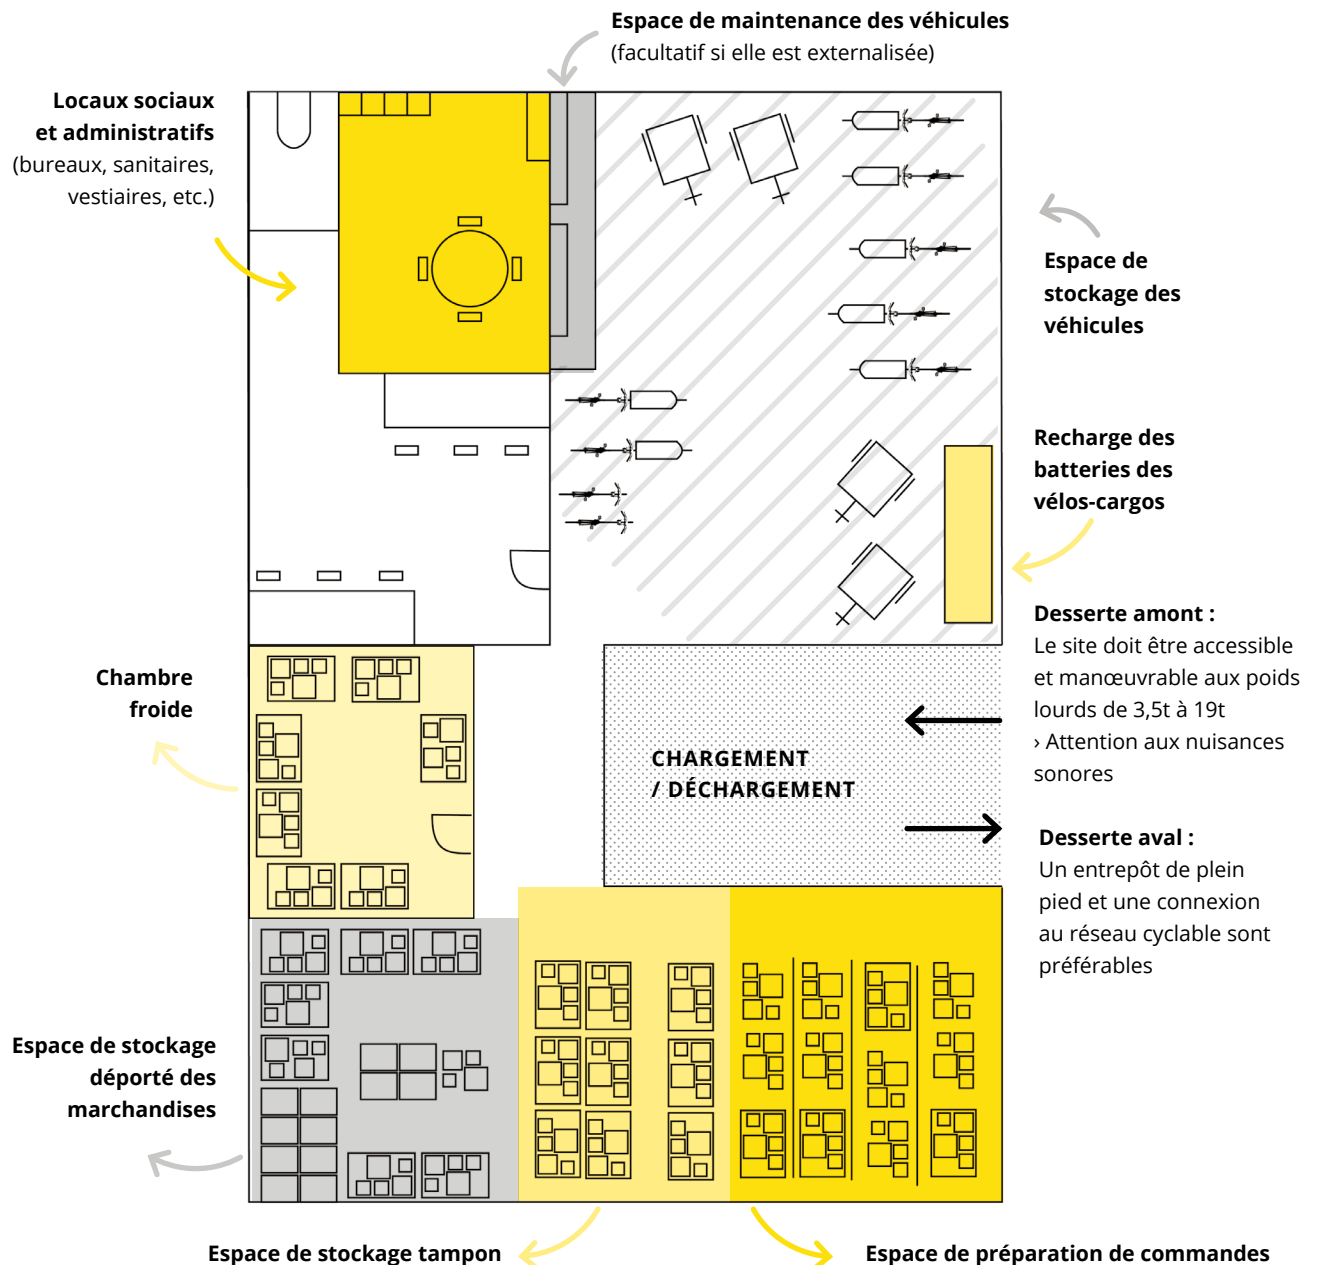 Espace de maintenance des véhicules
(facultatif si elle est externalisée)
Locaux sociaux
et administratifs
(bureaux, sanitaires,
vestiaires, etc.)
Espace de
stockage des
véhicules
Recharge des
batteries des
vélos-cargos
Desserte amont :
Le site doit être accessible
et manœuvrable aux poids
lourds de 3,5t à 19t
› Attention aux nuisances
sonores
Chambre
froide
CHARGEMENT
/ DÉCHARGEMENT
Desserte aval :
Un entrepôt de plein
pied et une connexion
au réseau cyclable sont
préférables
Espace de stockage
déporté des
marchandises
Espace de stockage tampon
Espace de préparation de commandes